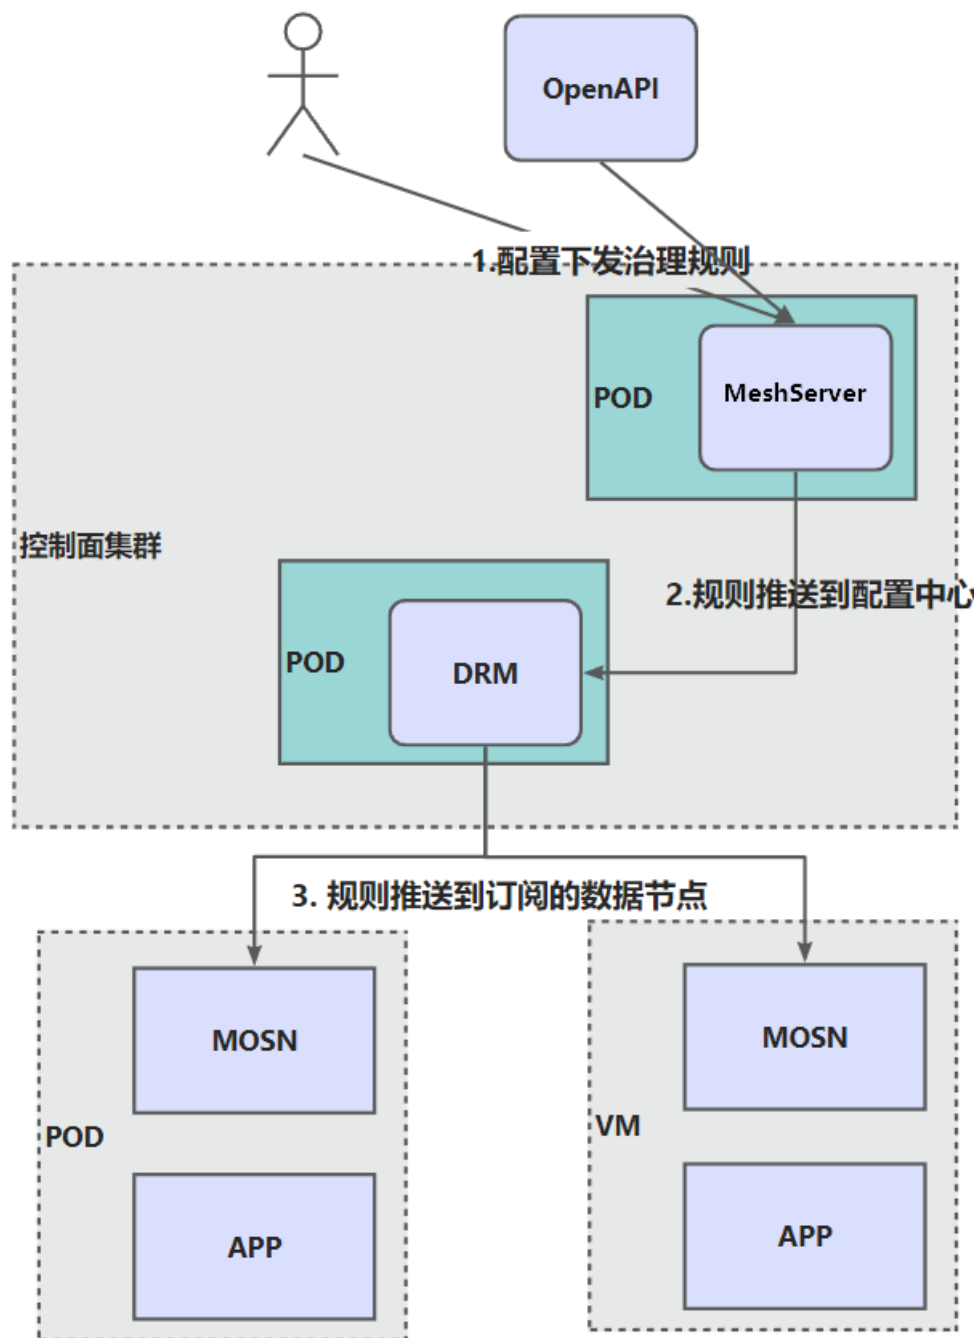 OpenAPI
1.配置下发治理规则
POD
MeshServer
控制面集群
2.规则推送到配置中心
POD
DRM
3. 规则推送到订阅的数据节点
MOSN
MOSN
POD
VM
APP
APP